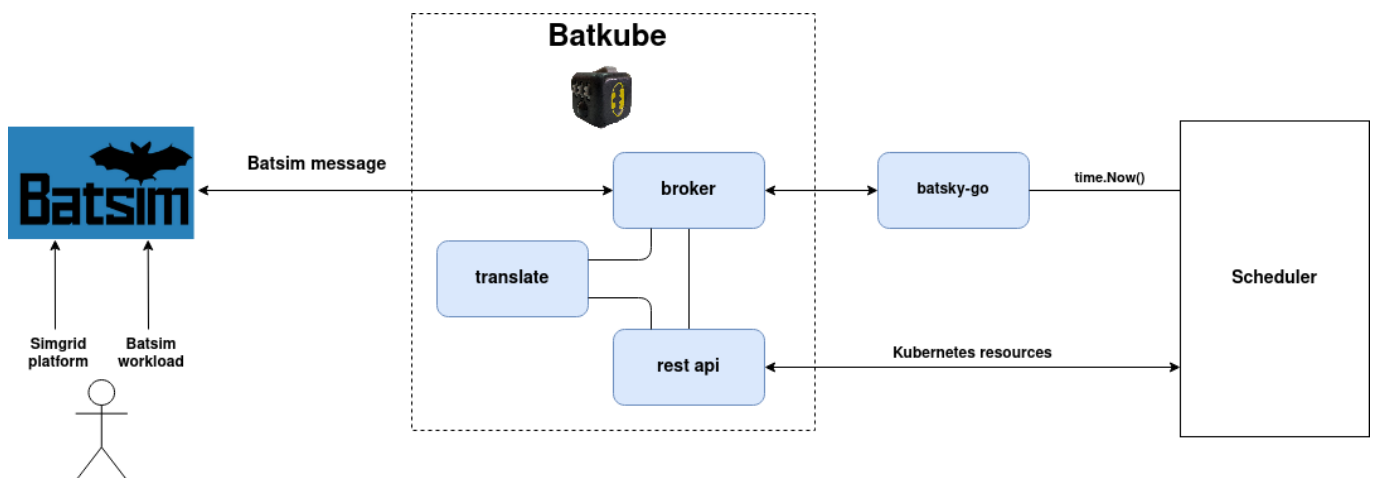 Batkube
Batsim
Batsim message
broker
batsky-go
time.Now()
translate
Scheduler
Simgrid
platform
Batsim
workload
rest api
Kubernetes resources